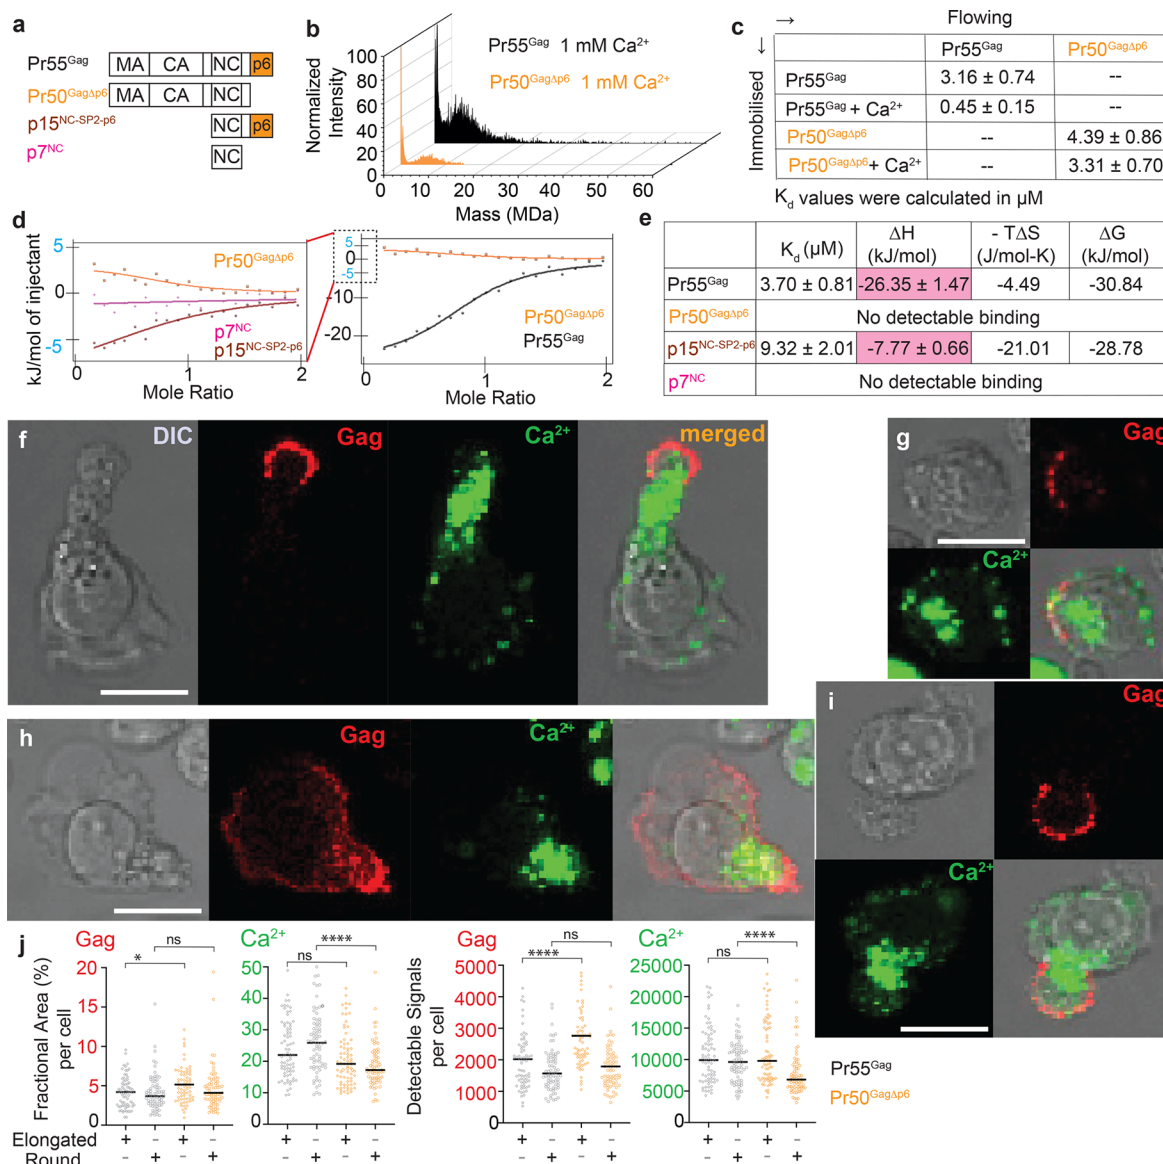 a
Pr55Gag MA CA NC p6
Pr50GagΔp6 MA CA NC
p15NC-SP2-p6 NC p6
p7NC NC
b
Pr55Gag 1 mM Ca2+
Pr50GagΔp6 1 mM Ca2+
Normalized
Intensity
100
80
60
40
20
0
0 10 20 30 40 50 60
Mass (MDa)
c
→ Flowing
↓ Immobilised
Pr55Gag Pr50GagΔp6
Pr55Gag 3.16 ± 0.74 --
Pr55Gag + Ca2+ 0.45 ± 0.15 --
Pr50GagΔp6 -- 4.39 ± 0.86
Pr50GagΔp6 + Ca2+ -- 3.31 ± 0.70
Kd values were calculated in µM
d
kJ/mol of injectant
5
0
-5
Pr50GagΔp6
p7NC
p15NC-SP2-p6
0 1 2
Mole Ratio
5
0
-5
-10
-20
Pr50GagΔp6
Pr55Gag
0 1 2
Mole Ratio
e
Kd (µM) ΔH (kJ/mol) - TΔS (J/mol-K) ΔG (kJ/mol)
Pr55Gag 3.70 ± 0.81 -26.35 ± 1.47 -4.49 -30.84
Pr50GagΔp6 No detectable binding
p15NC-SP2-p6 9.32 ± 2.01 -7.77 ± 0.66 -21.01 -28.78
p7NC No detectable binding
f DIC Gag Ca2+ merged
g Gag
Ca2+
h Gag Ca2+
i Gag
Ca2+
j
Gag
Fractional Area (%)
per cell
20
15
10
5
0
* ns
Ca2+
50
40
30
20
10
0
ns ****
Gag
Detectable Signals
per cell
5000
4000
3000
2000
1000
0
**** ns
Ca2+
25000
20000
15000
10000
5000
0
ns ****
Elongated + - + - + - + - + - + - + - + -
Round - + - + - + - + - + - + - + - +
Pr55Gag
Pr50GagΔp6